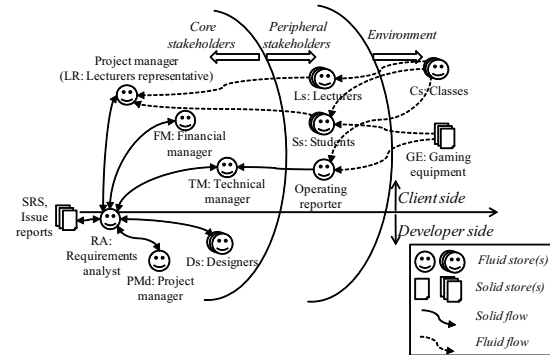 Core
stakeholders
Peripheral
stakeholders
Environment
Project manager
(LR: Lecturers representative)
Ls: Lecturers
Cs: Classes
FM: Financial
manager
Ss: Students
GE: Gaming
equipment
TM: Technical
manager
Operating
reporter
SRS,
Issue
reports
Client side
Developer side
RA:
Requirements
analyst
PMd: Project
manager
Ds: Designers
Fluid store(s)
Solid store(s)
Solid flow
Fluid flow